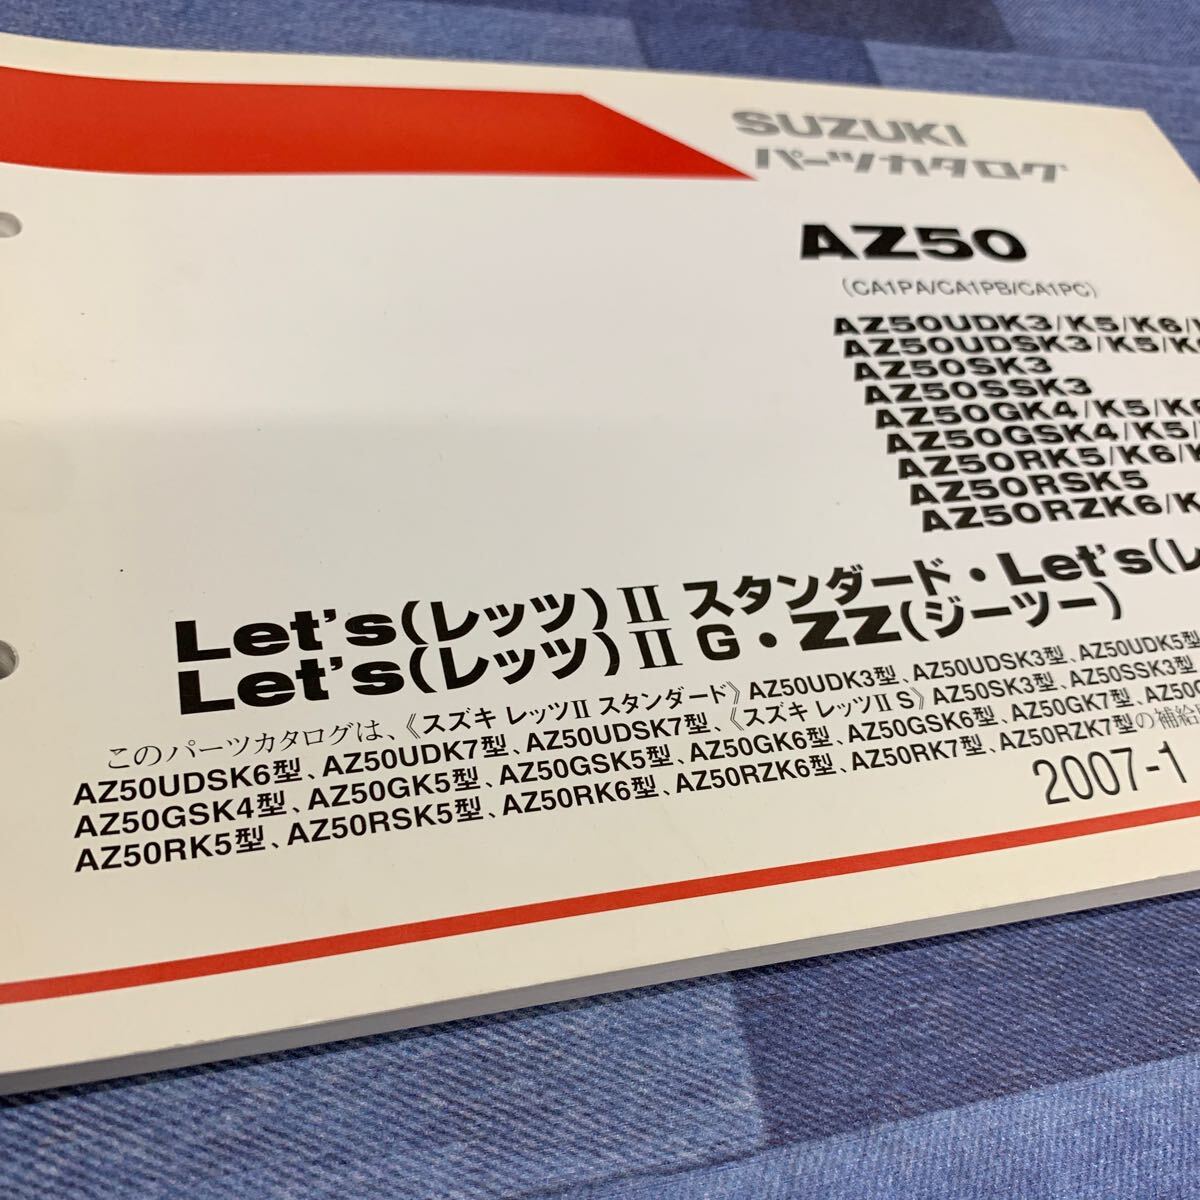 SUZUKI
パーツカタログ
AZ50
(CA1PA/CA1PB/CA1PC)
AZ50UDK3/K5/K6/
AZ50UDSK3/K5/K6
AZ50SK3
AZ50SSK3
AZ50GK4/K5/K6
AZ50GSK4/K5/
AZ50RK5/K6/K
AZ50RSK5
AZ50RZK6/K
Let's(レッツ)II スタンダード・Let's(レ
Let's(レッツ)II G・ZZ(ジーツー)
このパーツカタログは、《スズキ レッツII スタンダード》AZ50UDK3型、AZ50UDSK3型、AZ50UDK5型
AZ50UDSK6型、AZ50UDK7型、AZ50UDSK7型、《スズキ レッツII S》AZ50SK3型、AZ50SSK3型
AZ50GSK4型、AZ50GK5型、AZ50GSK5型、AZ50GK6型、AZ50GSK6型、AZ50GK7型、AZ50G
AZ50RK5型、AZ50RSK5型、AZ50RK6型、AZ50RZK6型、AZ50RK7型、AZ50RZK7型の補給
2007-1